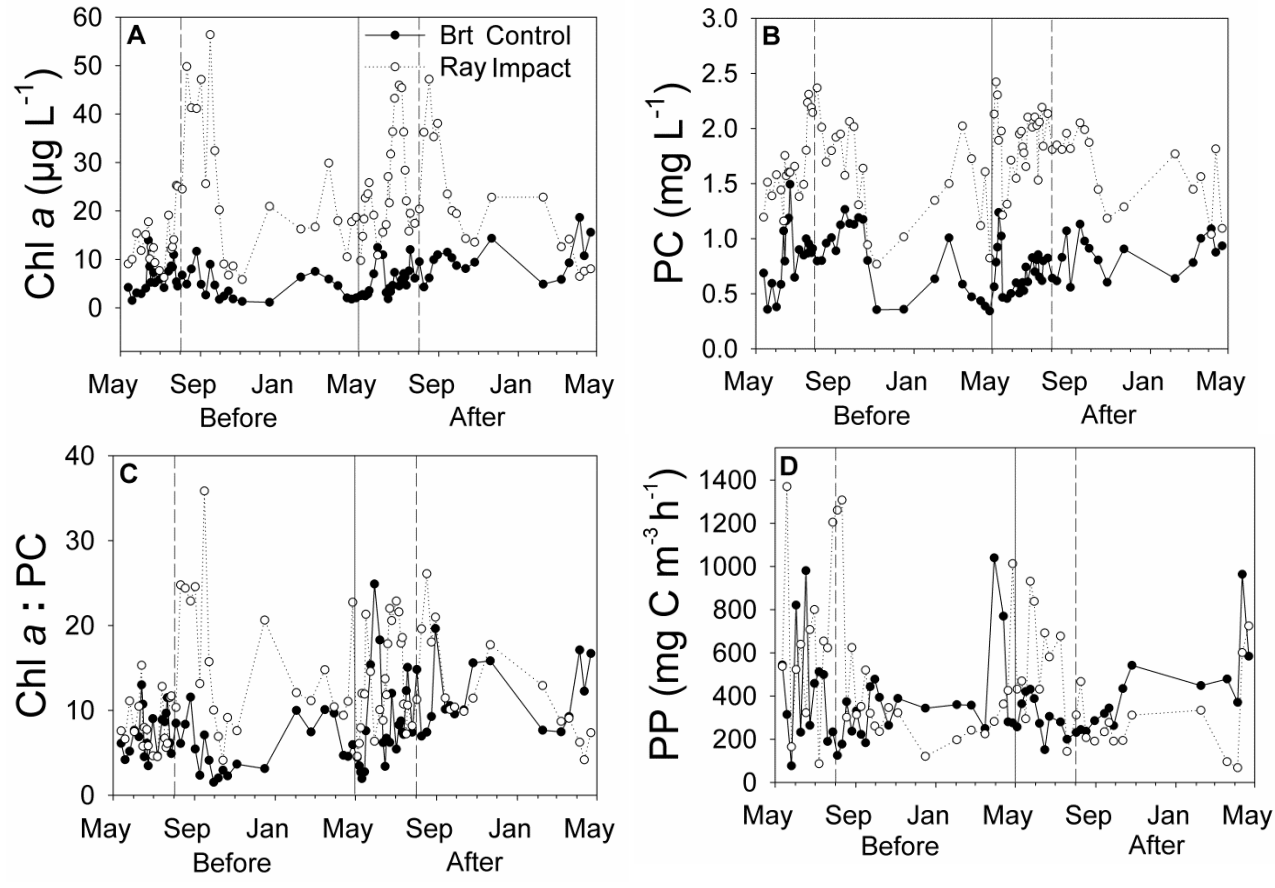 A
Chl a (µg L-1)
60
50
40
30
20
10
0
Brt Control
Ray Impact
May Sep Jan May Sep Jan May
Before After
B
PC (mg L-1)
3.0
2.5
2.0
1.5
1.0
0.5
0.0
May Sep Jan May Sep Jan May
Before After
C
Chl a : PC
40
30
20
10
0
May Sep Jan May Sep Jan May
Before After
D
PP (mg C m-3 h-1)
1400
1200
1000
800
600
400
200
0
May Sep Jan May Sep Jan May
Before After